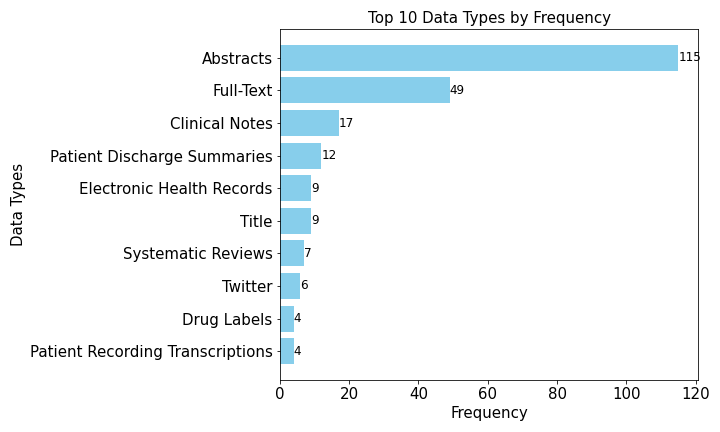 Top 10 Data Types by Frequency
Data Types
Abstracts 115
Full-Text 49
Clinical Notes 17
Patient Discharge Summaries 12
Electronic Health Records 9
Title 9
Systematic Reviews 7
Twitter 6
Drug Labels 4
Patient Recording Transcriptions 4
0 20 40 60 80 100 120
Frequency